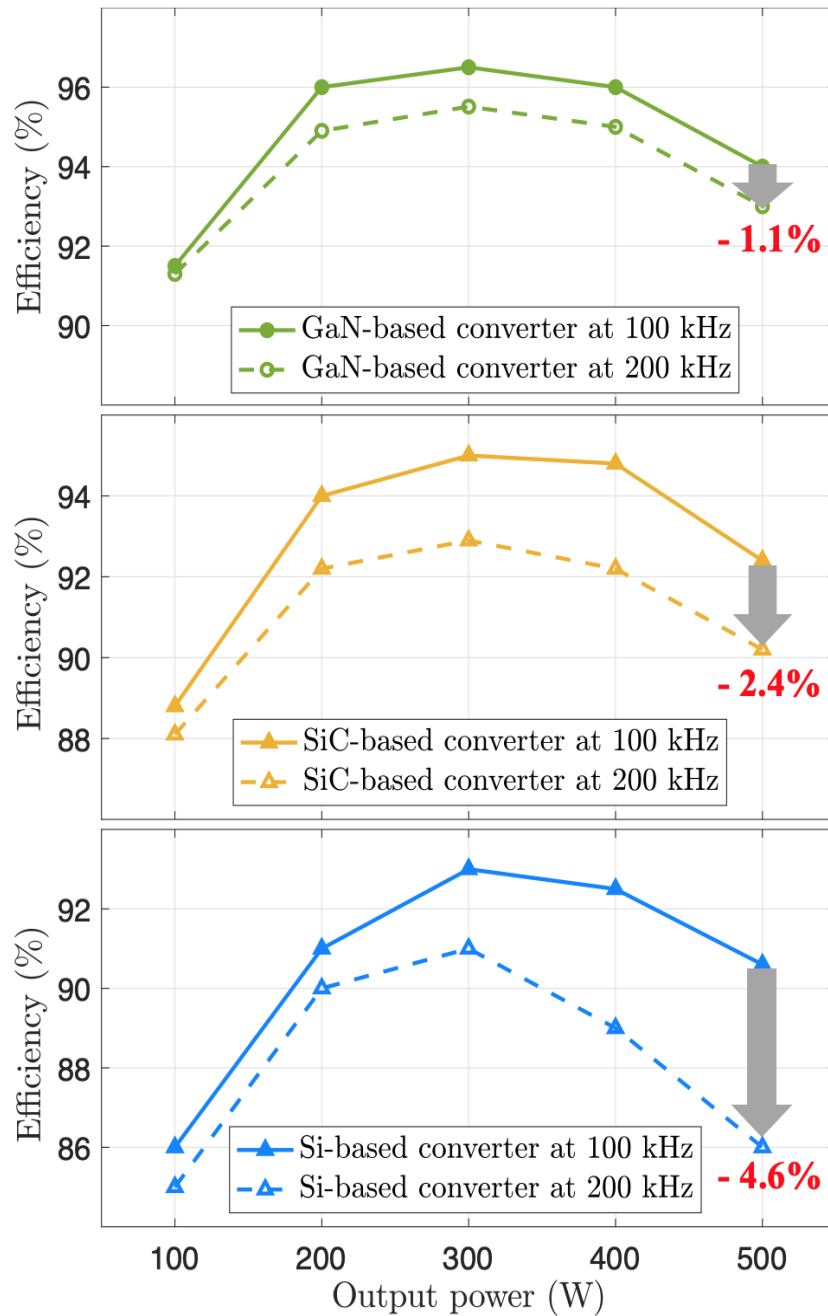 Efficiency (%)
96
94
92
90
- 1.1%
GaN-based converter at 100 kHz
GaN-based converter at 200 kHz
Efficiency (%)
94
92
90
88
- 2.4%
SiC-based converter at 100 kHz
SiC-based converter at 200 kHz
Efficiency (%)
92
90
88
86
- 4.6%
Si-based converter at 100 kHz
Si-based converter at 200 kHz
100 200 300 400 500
Output power (W)